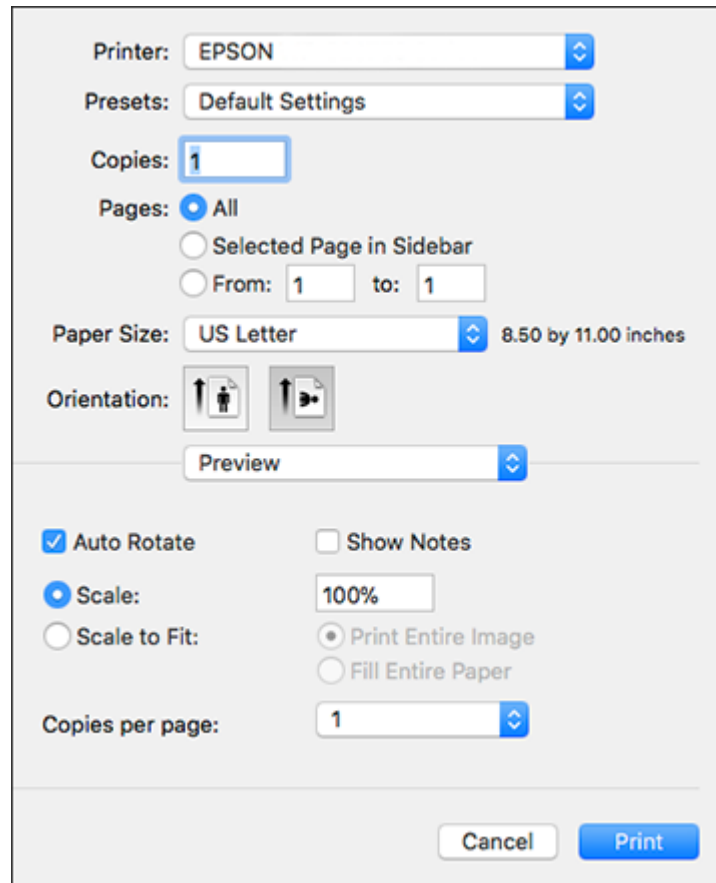 Printer: EPSON
Presets: Default Settings
Copies: 1
Pages: All
Selected Page in Sidebar
From: 1 to: 1
Paper Size: US Letter 8.50 by 11.00 inches
Orientation:
Preview
Auto Rotate Show Notes
Scale: 100%
Scale to Fit: Print Entire Image
Fill Entire Paper
Copies per page: 1
Cancel Print